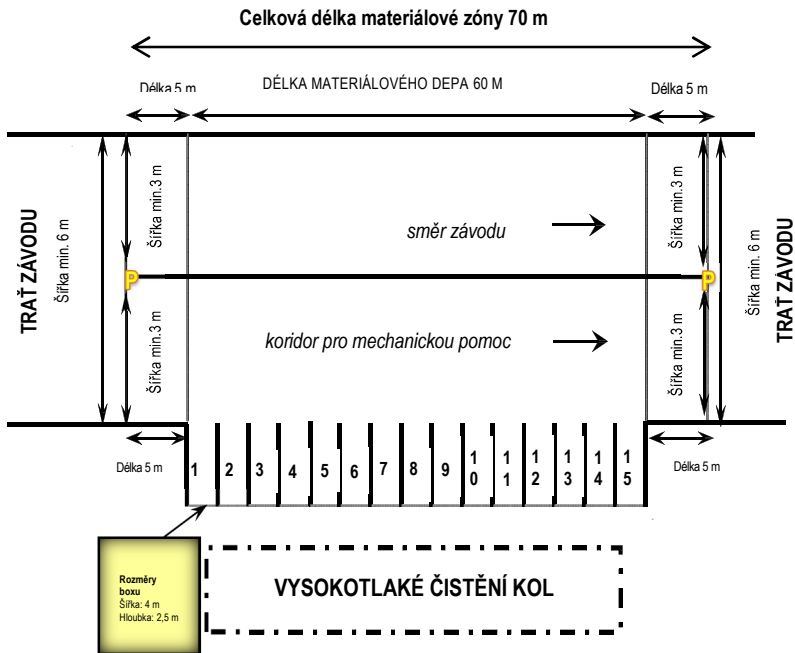 Celková délka materiálové zóny 70 m
Délka 5 m
DÉLKA MATERIÁLOVÉHO DEPA 60 M
Délka 5 m
TRAŤ ZÁVODU
Šířka min. 6 m
Šířka min.3 m
směr závodu
Šířka min.3 m
Šířka min. 6 m
TRAŤ ZÁVODU
P
P
Šířka min.3 m
koridor pro mechanickou pomoc
Šířka min.3 m
Délka 5 m
1 2 3 4 5 6 7 8 9 10 11 12 13 14 15
Délka 5 m
Rozměry
boxu
Šířka: 4 m
Hloubka: 2,5 m
VYSOKOTLAKÉ ČISTĚNÍ KOL